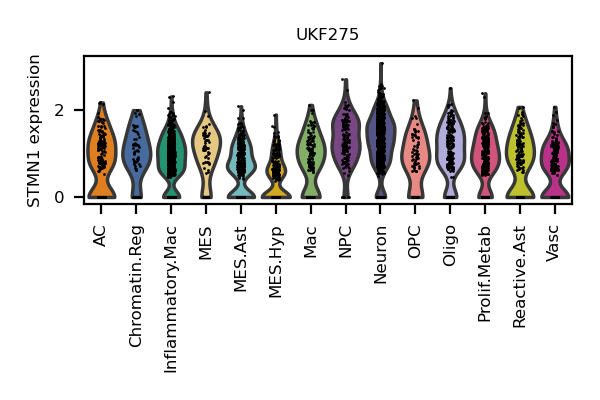 UKF275
STMN1 expression
2
0
AC
Chromatin.Reg
Inflammatory.Mac
MES
MES.Ast
MES.Hyp
Mac
NPC
Neuron
OPC
Oligo
Prolif.Metab
Reactive.Ast
Vasc